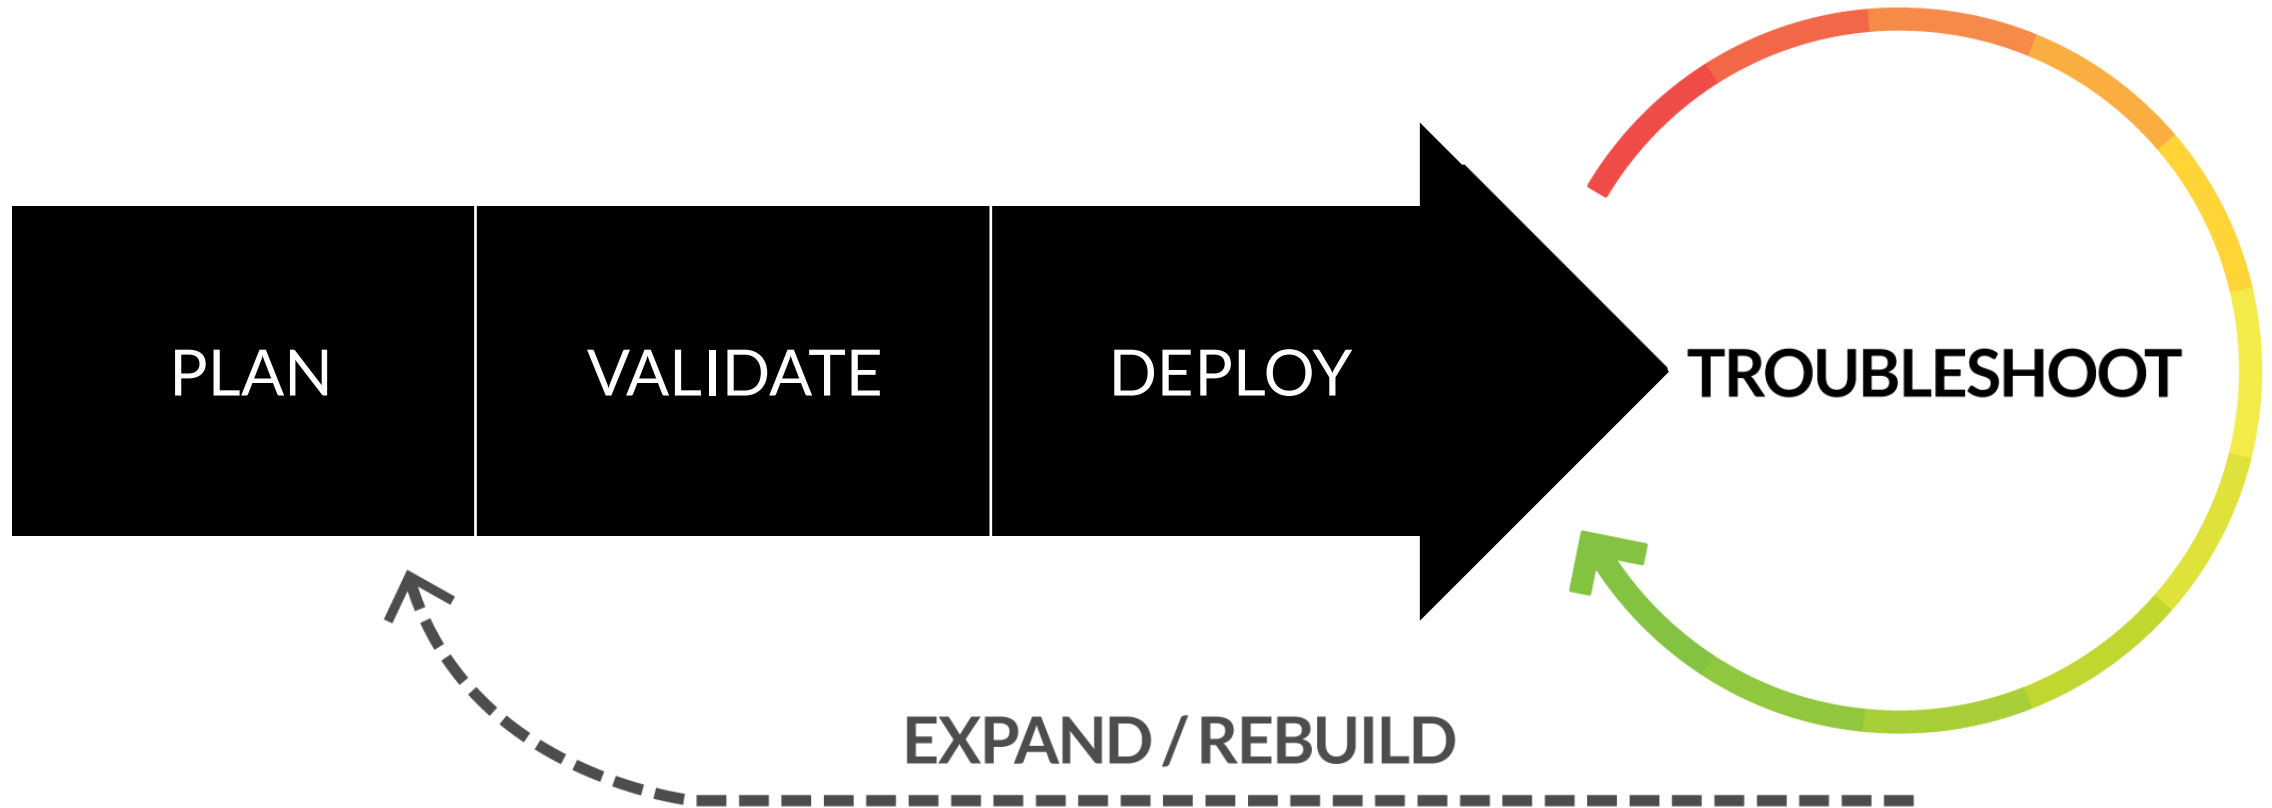 PLAN
VALIDATE
DEPLOY
TROUBLESHOOT
EXPAND / REBUILD